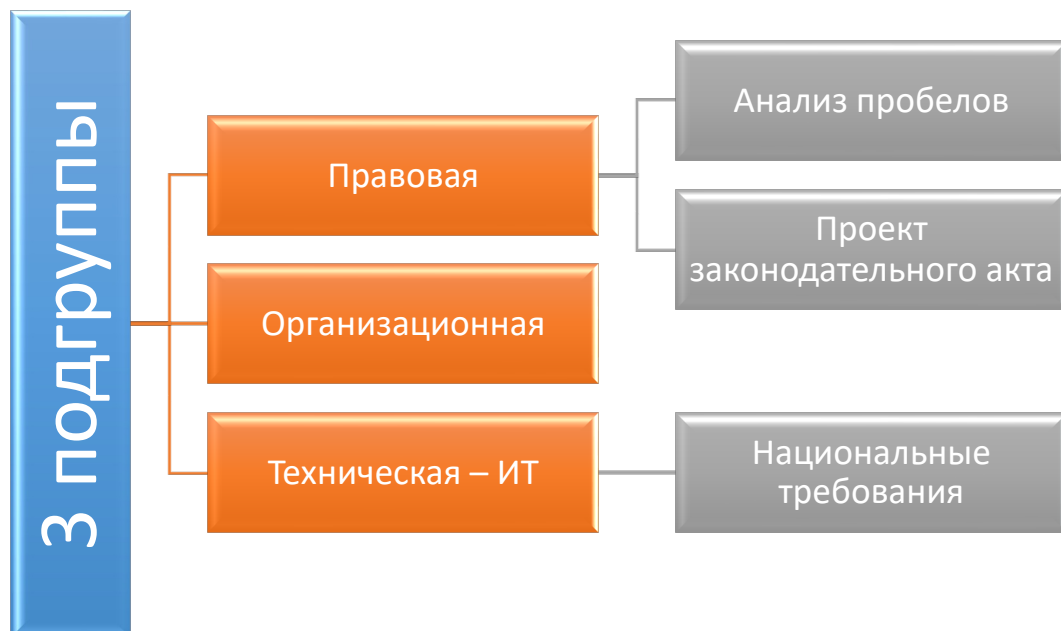 3 подгруппы
Правовая
Анализ пробелов
Проект
законодательного акта
Организационная
Техническая – ИТ
Национальные
требования